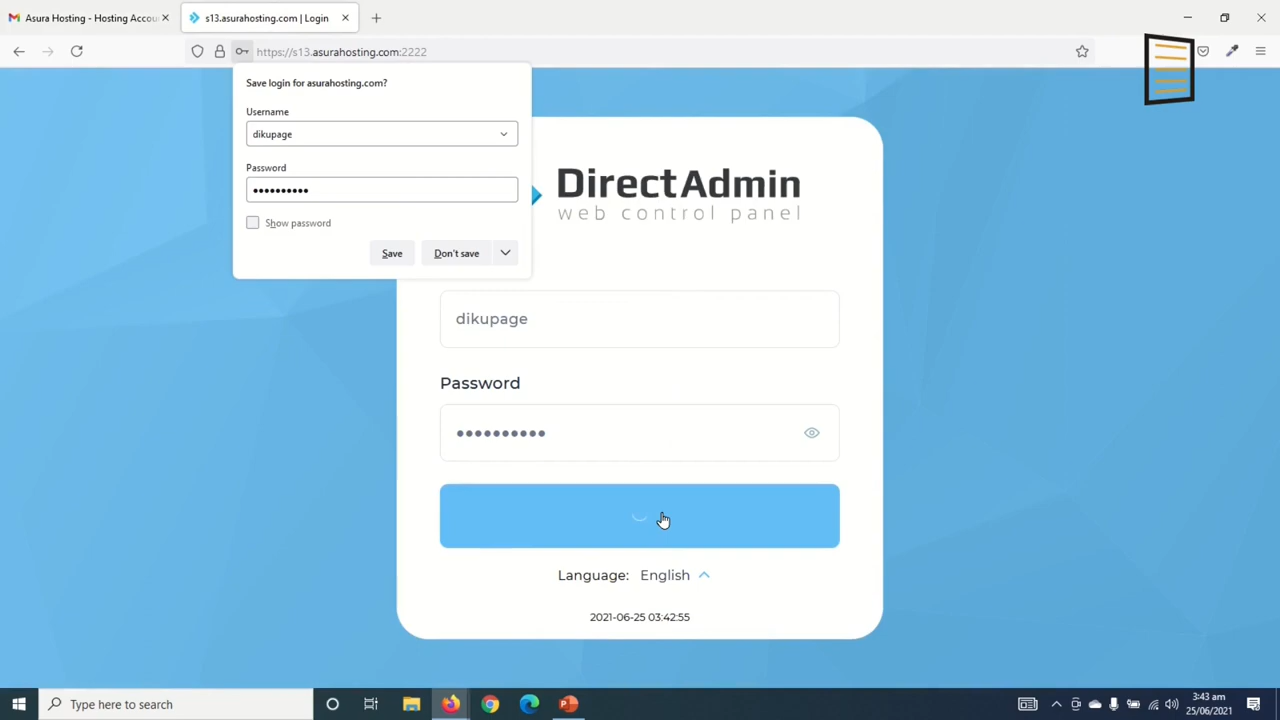 Asura Hosting - Hosting Accou
s13.asurahosting.com | Login
https://s13.asurahosting.com:2222
Save login for asurahosting.com?
Username
dikupage
Password
••••••••••
Show password
Save
Don't save
DirectAdmin
web control panel
dikupage
Password
••••••••••
Language: English
2021-06-25 03:42:55
Type here to search
3:43 am
25/06/2021